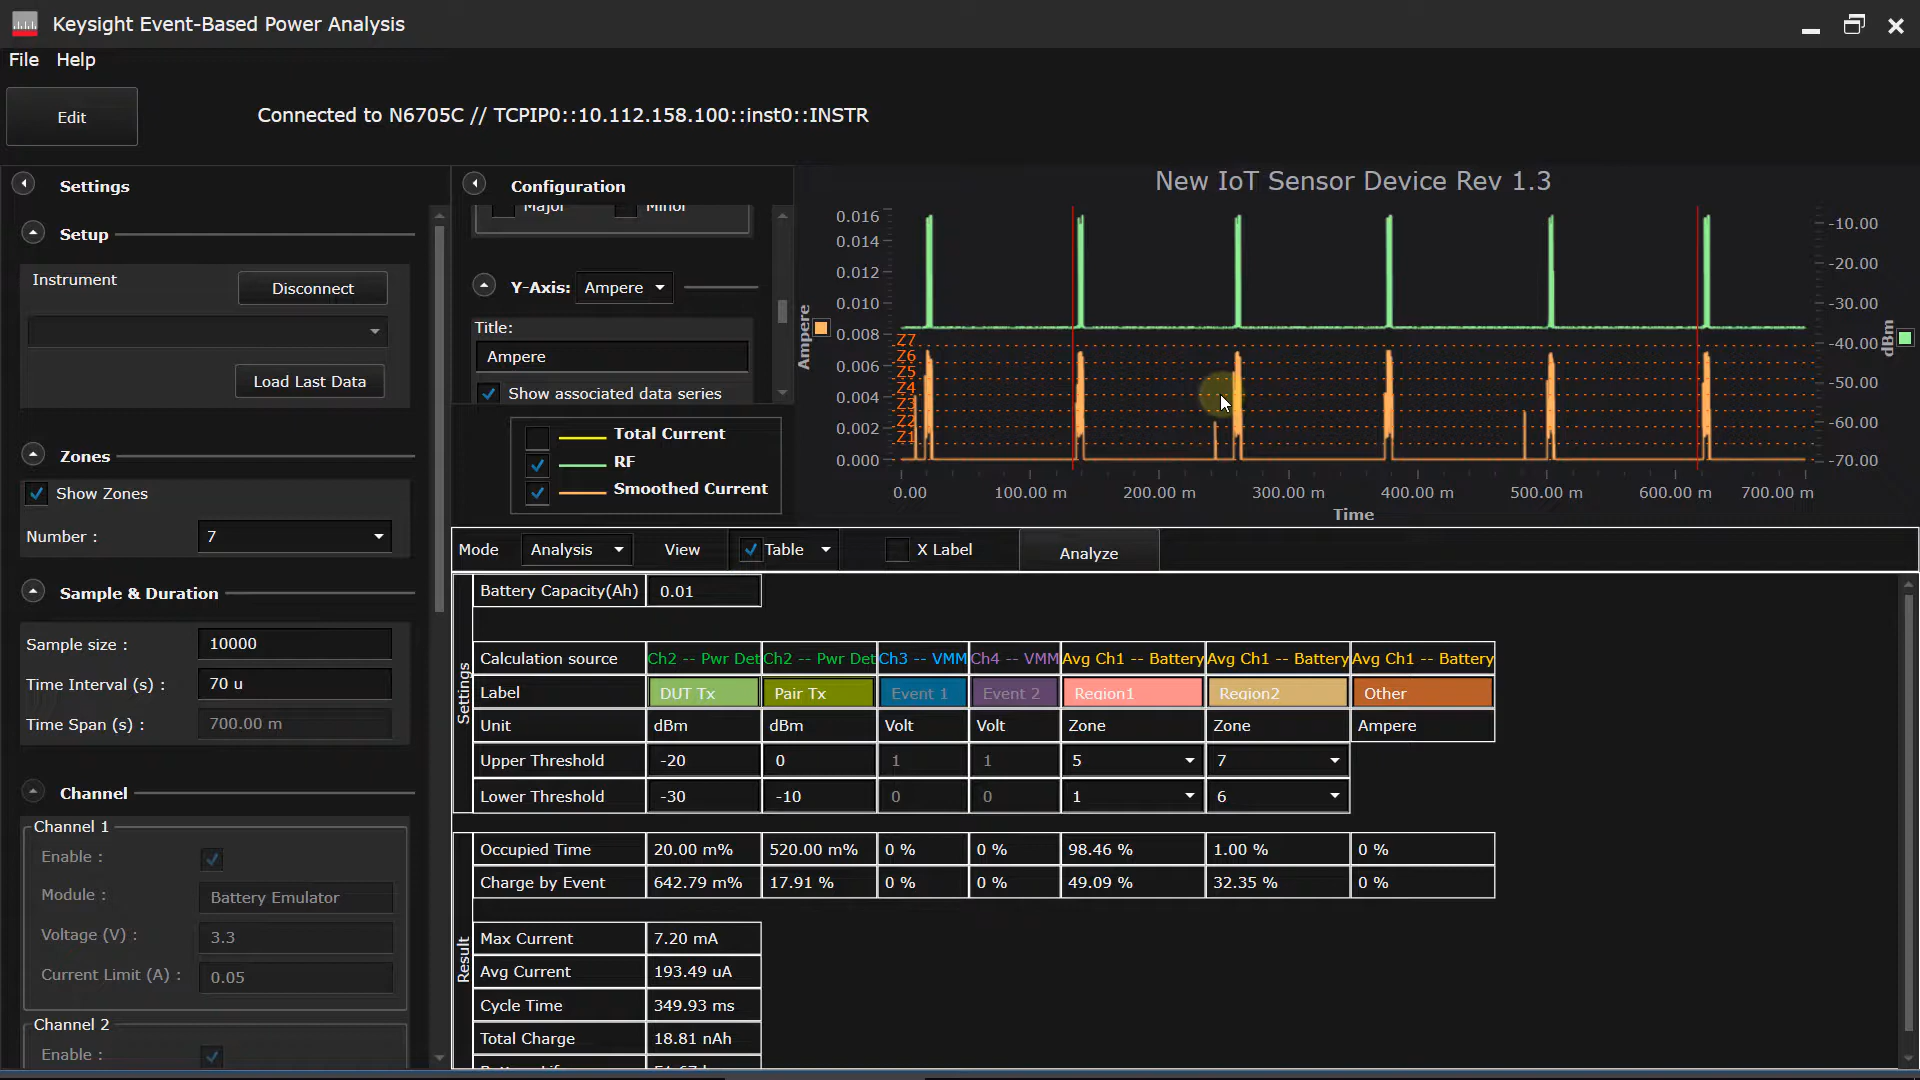 Keysight Event-Based Power Analysis
File Help
Edit
Connected to N6705C // TCPIP0::10.112.158.100::inst0::INSTR
Settings
Setup
Instrument
Disconnect
Load Last Data
Zones
Show Zones
Number :
7
Sample & Duration
Sample size :
10000
Time Interval (s) :
70 u
Time Span (s) :
700.00 m
Channel
Channel 1
Enable :
Module :
Battery Emulator
Voltage (V) :
3.3
Current Limit (A) :
0.05
Channel 2
Enable :
Configuration
Major Minor
Y-Axis: Ampere
Title:
Ampere
Show associated data series
Total Current
RF
Smoothed Current
New IoT Sensor Device Rev 1.3
Ampere
0.016
0.014
0.012
0.010
0.008
0.006
0.004
0.002
0.000
Z7
Z6
Z5
Z4
Z3
Z2
Z1
-10.00
-20.00
-30.00
-40.00
-50.00
-60.00
-70.00
dBm
0.00 100.00 m 200.00 m 300.00 m 400.00 m 500.00 m 600.00 m 700.00 m
Time
Mode Analysis View Table X Label Analyze
Settings
Battery Capacity(Ah) 0.01
Calculation source Ch2 -- Pwr Det Ch2 -- Pwr Det Ch3 -- VMM Ch4 -- VMM Avg Ch1 -- Battery Avg Ch1 -- Battery Avg Ch1 -- Battery
Label DUT Tx Pair Tx Event 1 Event 2 Region1 Region2 Other
Unit dBm dBm Volt Volt Zone Zone Ampere
Upper Threshold -20 0 1 1 5 7
Lower Threshold -30 -10 0 0 1 6
Result
Occupied Time 20.00 m% 520.00 m% 0 % 0 % 98.46 % 1.00 % 0 %
Charge by Event 642.79 m% 17.91 % 0 % 0 % 49.09 % 32.35 % 0 %
Max Current 7.20 mA
Avg Current 193.49 uA
Cycle Time 349.93 ms
Total Charge 18.81 nAh